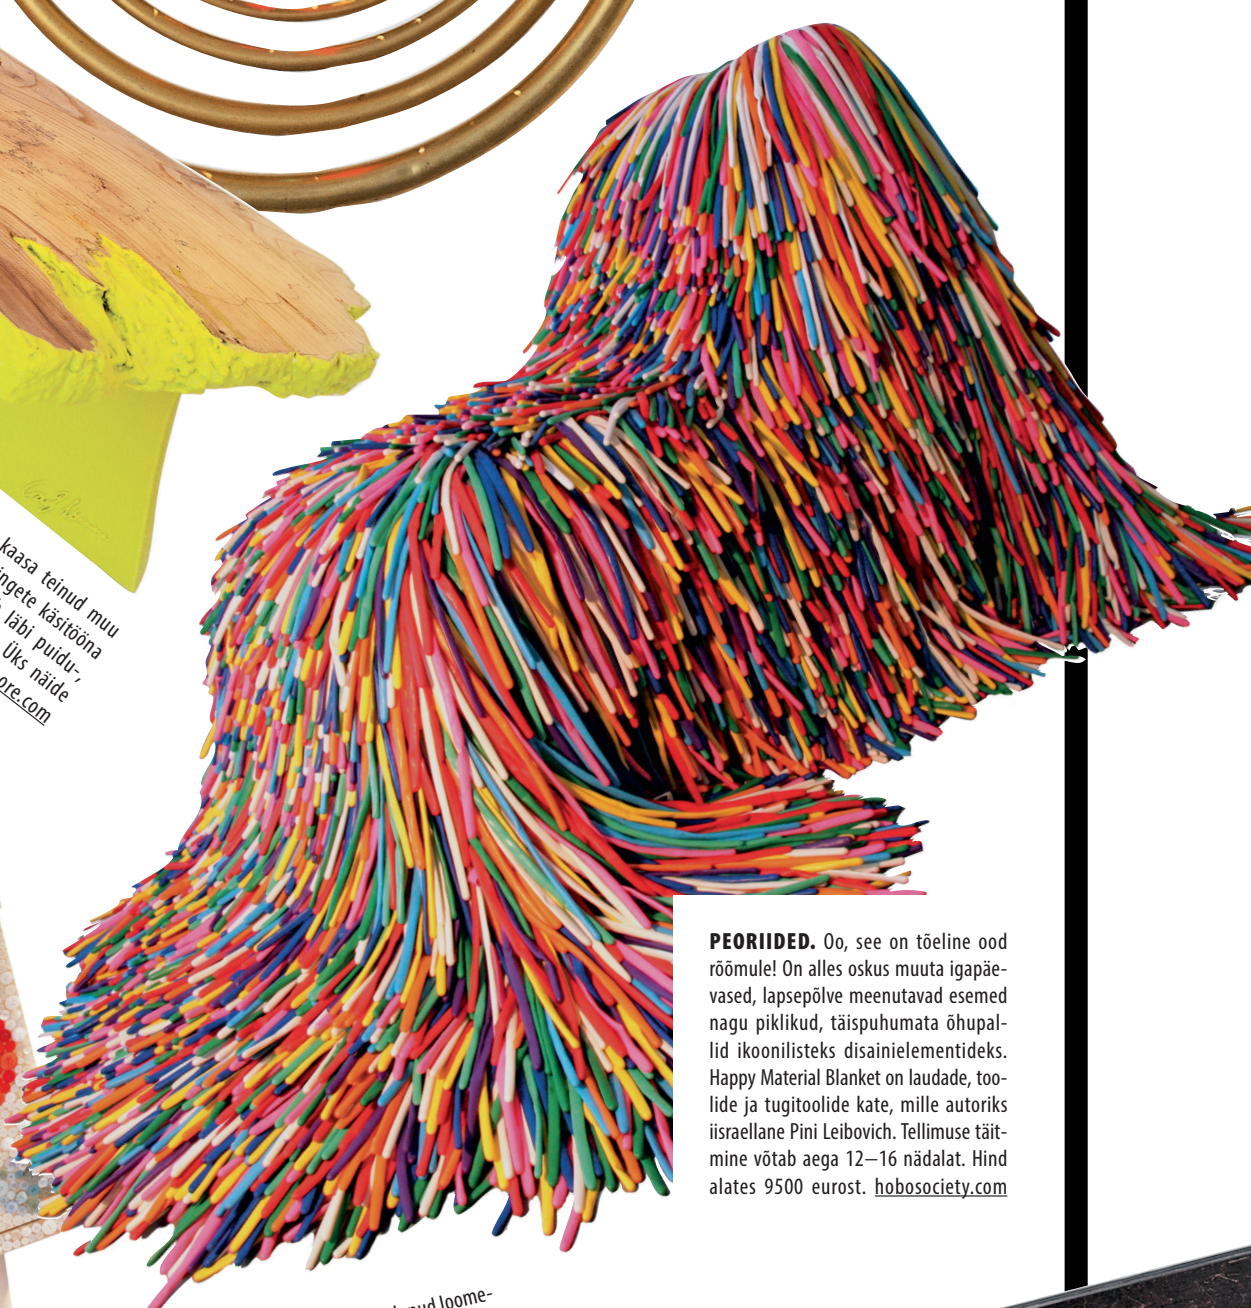 kaasa teinud muu
käsitööna
läbi puidu-,
Üks näide
ore.com
PEORIIDED. Oo, see on tõeline ood
rõõmule! On alles oskus muuta igapäe-
vased, lapsepõlve meenutavad esemed
nagu piklikud, täispuhumata õhupal-
lid ikoonilisteks disainielementideks.
Happy Material Blanket on laudade, too-
lide ja tugitoolide kate, mille autoriks
iisraellane Pini Leibovich. Tellimuse täit-
mine võtab aega 12–16 nädalat. Hind
alates 9500 eurost. hobosociety.com
loome-